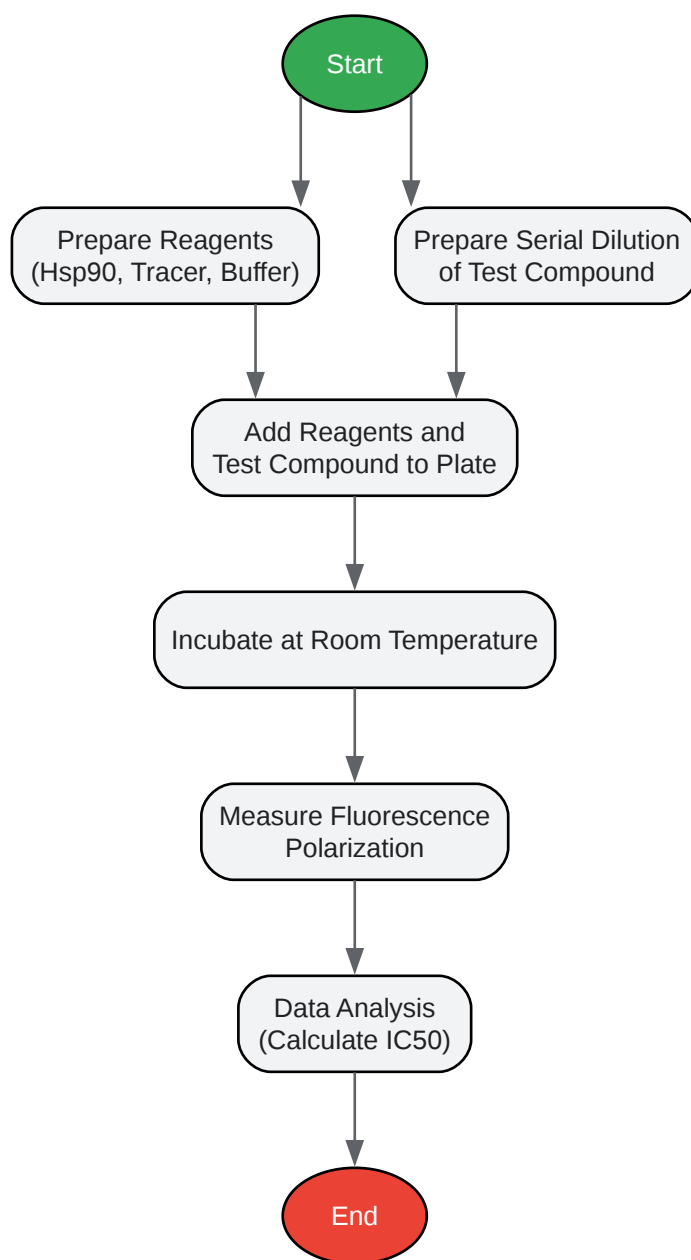 Start
Prepare Reagents
(Hsp90, Tracer, Buffer)
Prepare Serial Dilution
of Test Compound
Add Reagents and
Test Compound to Plate
Incubate at Room Temperature
Measure Fluorescence
Polarization
Data Analysis
(Calculate IC50)
End